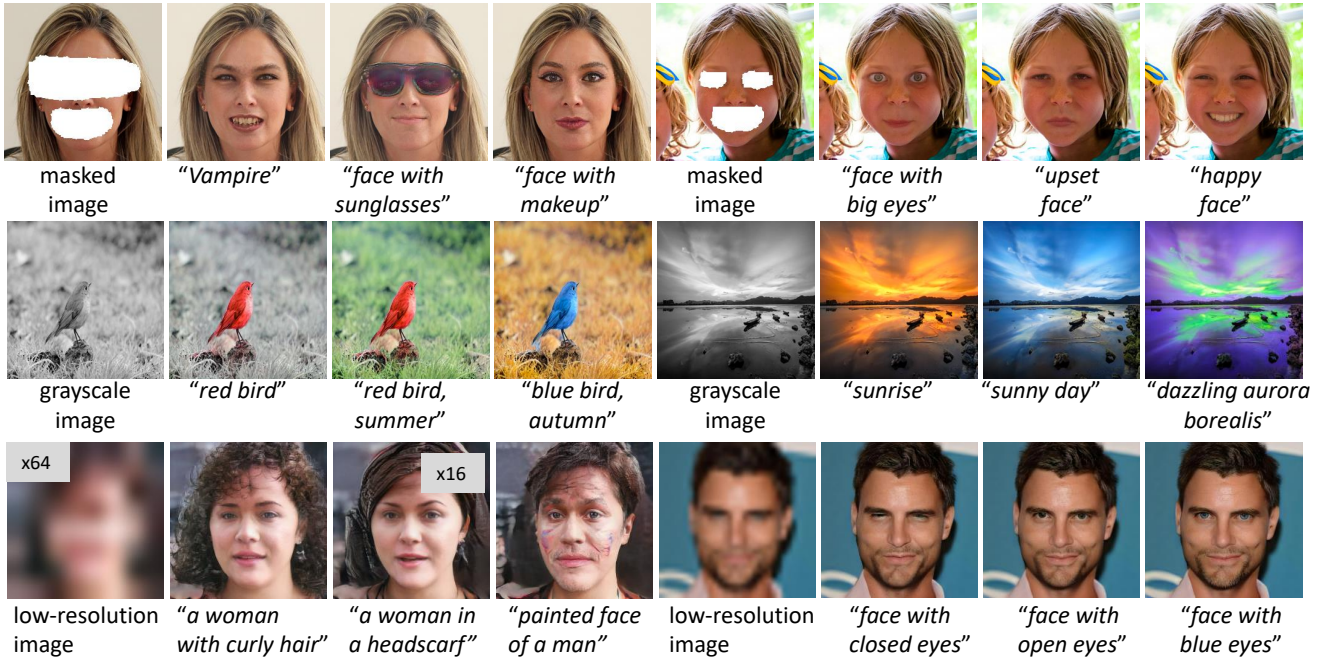 masked
image
“Vampire”
“face with
sunglasses”
“face with
makeup”
masked
image
“face with
big eyes”
“upset
face”
“happy
face”
grayscale
image
“red bird”
“red bird,
summer”
“blue bird,
autumn”
grayscale
image
“sunrise”
“sunny day”
“dazzling aurora
borealis”
x64
x16
low-resolution
image
“a woman
with curly hair”
“a woman in
a headscarf”
“painted face
of a man”
low-resolution
image
“face with
closed eyes”
“face with
open eyes”
“face with
blue eyes”